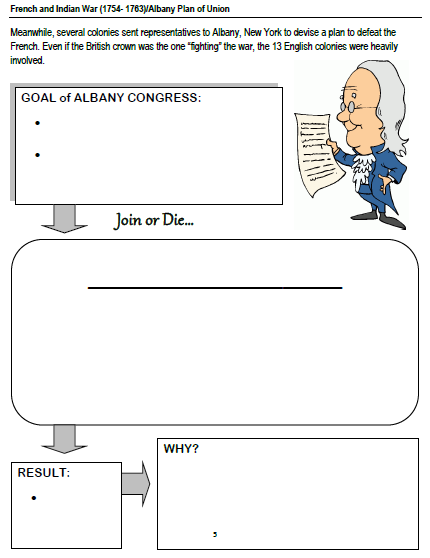 French and Indian War (1754- 1763)/Albany Plan of Union
Meanwhile, several colonies sent representatives to Albany, New York to devise a plan to defeat the
French. Even if the British crown was the one “fighting” the war, the 13 English colonies were heavily
involved.
GOAL of ALBANY CONGRESS:
•
•
Join or Die...
WHY?
RESULT:
•
3